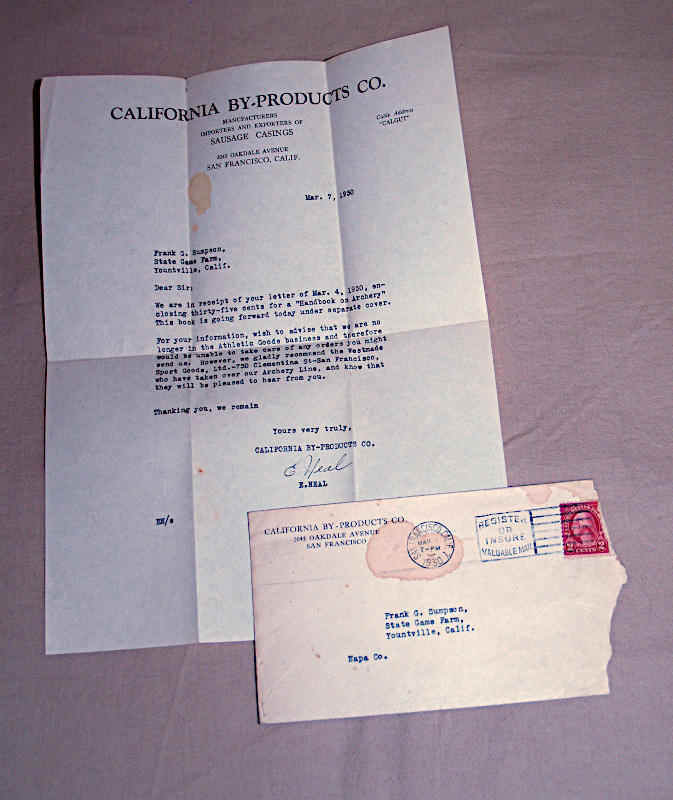 CALIFORNIA BY-PRODUCTS CO.
MANUFACTURERS
IMPORTERS AND EXPORTERS OF
SAUSAGE CASINGS
2045 OAKDALE AVENUE
SAN FRANCISCO, CALIF.
Cable Address
"CALGUT"
Mar. 7, 1930
Frank G. Sumpson,
State Game Farm,
Yountville, Calif.
Dear Sir;
We are in receipt of your letter of Mar. 4, 1930, en-
closing thirty-five cents for a "Handbook on Archery"
This book is going forward today under separate cover.
For your information, wish to advise that we are no
longer in the Athletic Goods business and therefore
would be unable to take care of any orders you might
send us. However, we gladly recommend the Westmade
Sport Goods, Ltd.-730 Clementina St-San Francisco,
who have taken over our Archery Line, and know that
they will be pleased to hear from you.
Thanking you, we remain
Yours very truly,
CALIFORNIA BY-PRODUCTS CO.
E. Neal
E.NEAL
EN/s
CALIFORNIA BY-PRODUCTS CO.
2045 OAKDALE AVENUE
SAN FRANCISCO
SAN FRANCISCO, CALIF.
MAR
7-PM
1930
REGISTER
OR
INSURE
VALUABLE MAIL
2 CENTS 2
Frank G. Sumpson,
State Game Farm,
Yountville, Calif.
Napa Co.